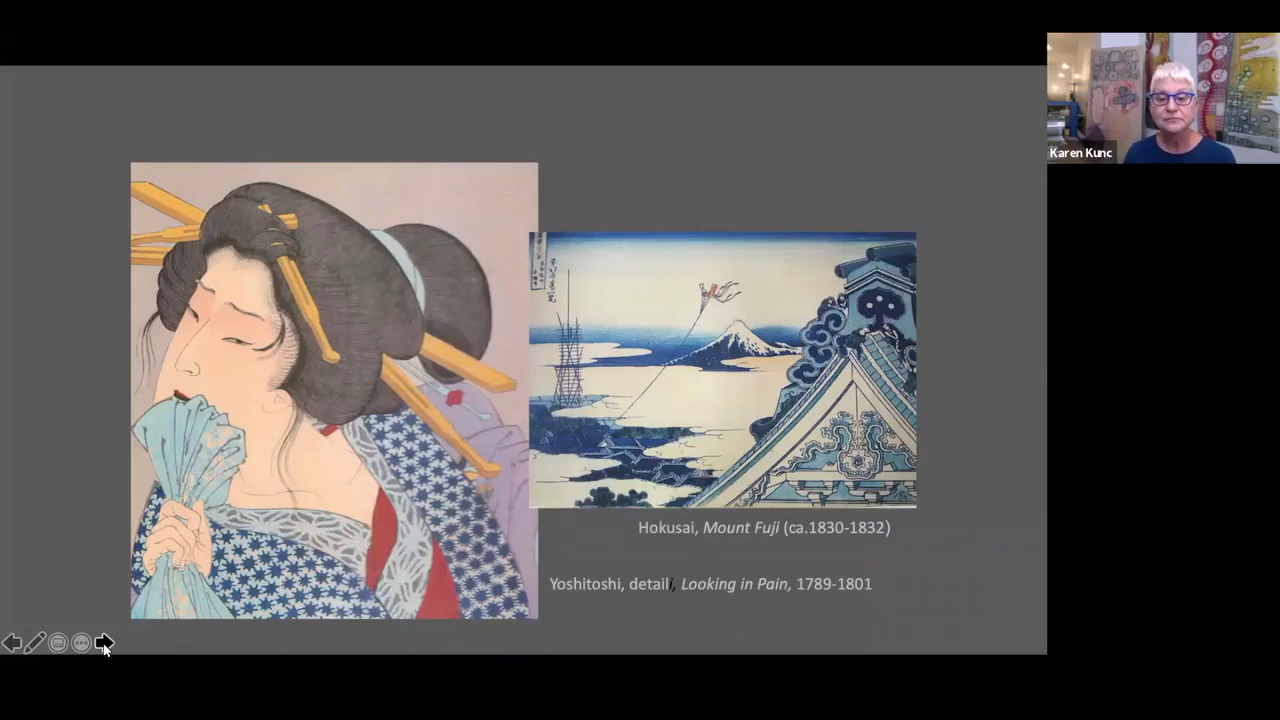 Karen Kunc
Hokusai, Mount Fuji (ca.1830-1832)
Yoshitoshi, detail, Looking in Pain, 1789-1801